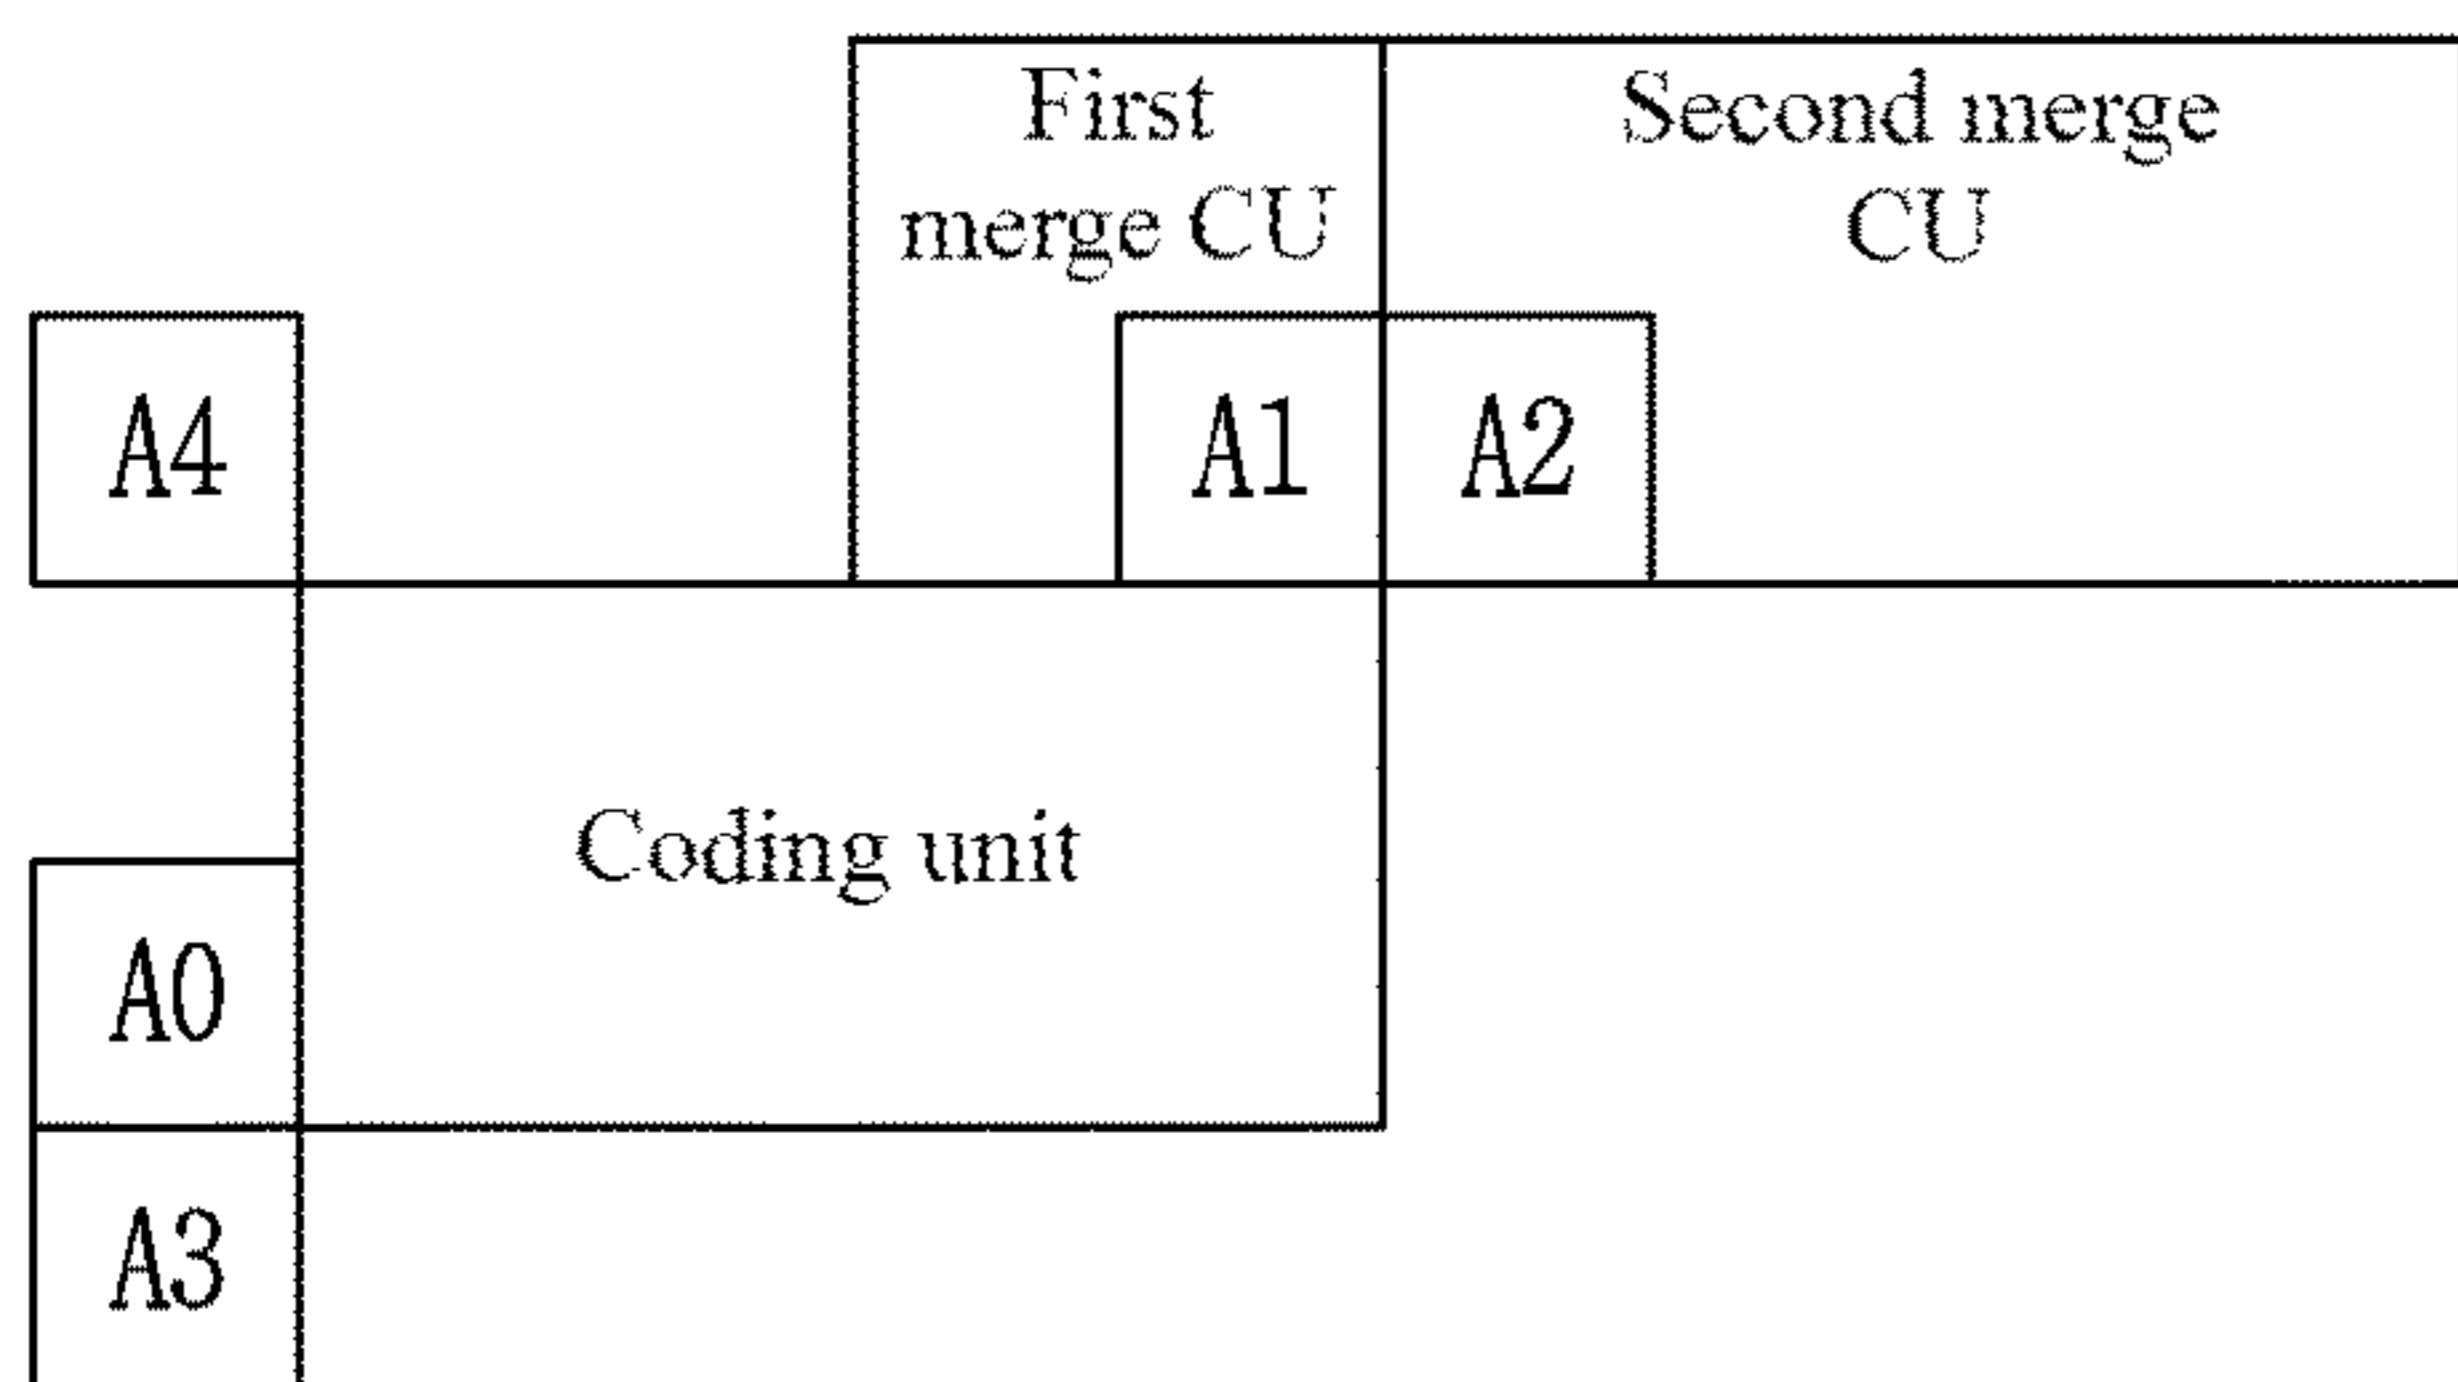 First
merge CU
Second merge
CU
A4
A1
A2
Coding unit
A0
A3